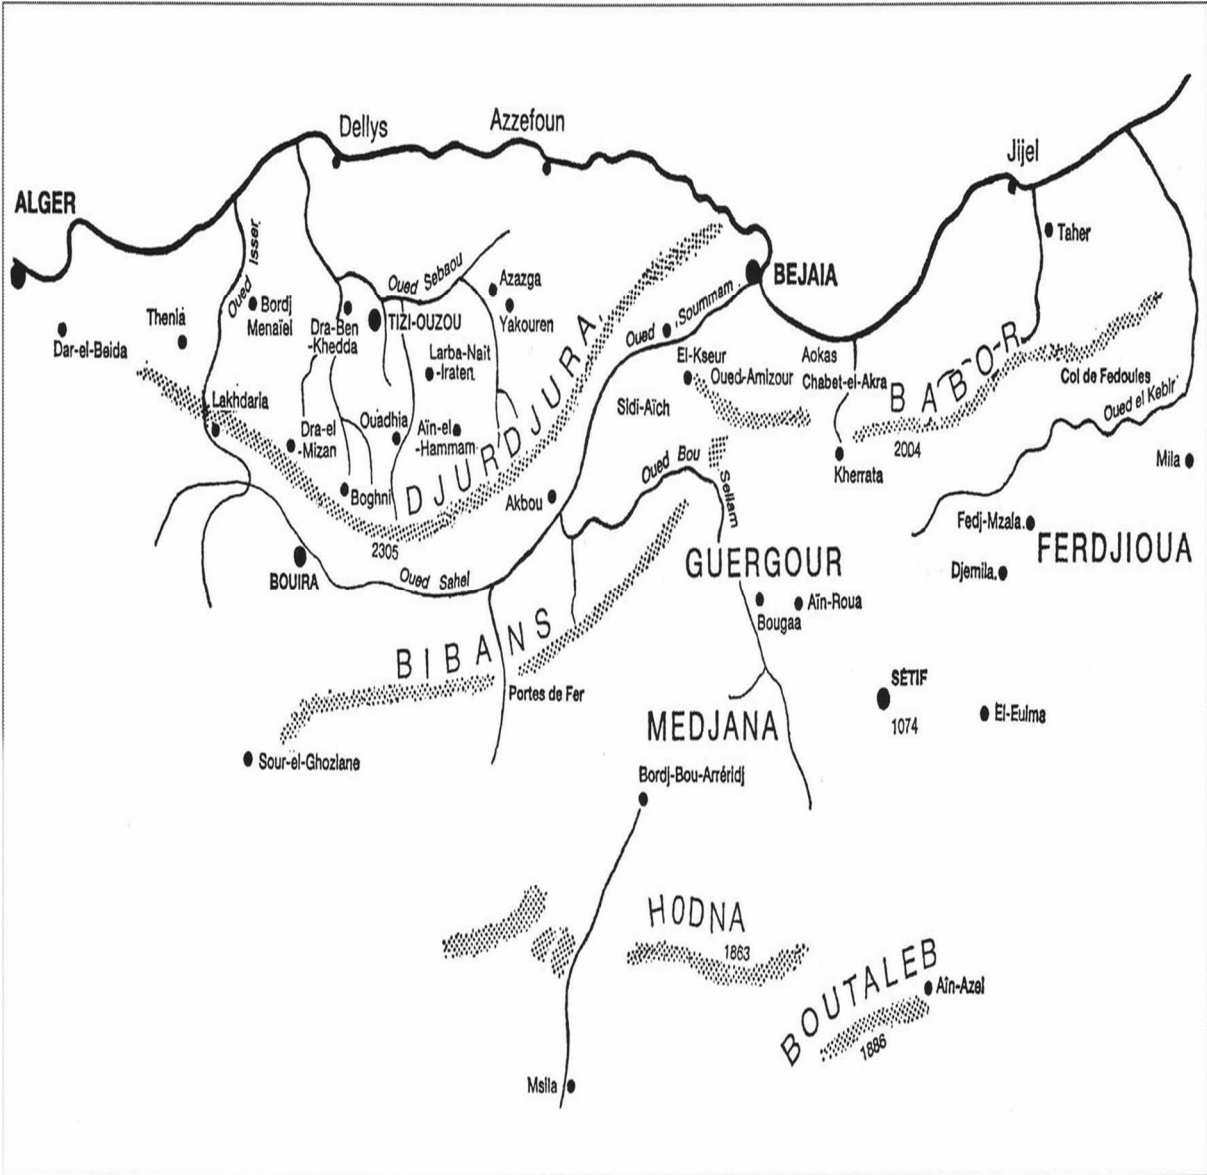 Dellys
Azzefoun
Jijel
ALGER
Taher
Oued Isser
Oued Sebaou
Azazga
BEJAIA
Bordj
Menaïel
Thenia
Dra-Ben
-Khedda
TIZI-OUZOU
Yakouren
Oued Soummam
Dar-el-Beida
Larba-Naït
-Iraten
El-Kseur
Oued-Amizour
Aokas
Chabet-el-Akra
BABOR
Col de Fedoules
Oued el Kebir
Lakhdaria
Sidi-Aïch
Dra-el
-Mizan
Ouadhia
Aïn-el
-Hammam
DJURDJURA
2004
Kherrata
Mila
Boghni
Akbou
Oued Bou
Sellam
2305
Fedj-Mzala
FERDJIOUA
GUERGOUR
Djemila
BOUIRA
Oued Sahel
Bougaa
Aïn-Roua
BIBANS
Portes de Fer
SÉTIF
1074
El-Eulma
MEDJANA
Sour-el-Ghozlane
Bordj-Bou-Arréridj
HODNA
1863
BOUTALEB
Aïn-Azel
1886
Msila